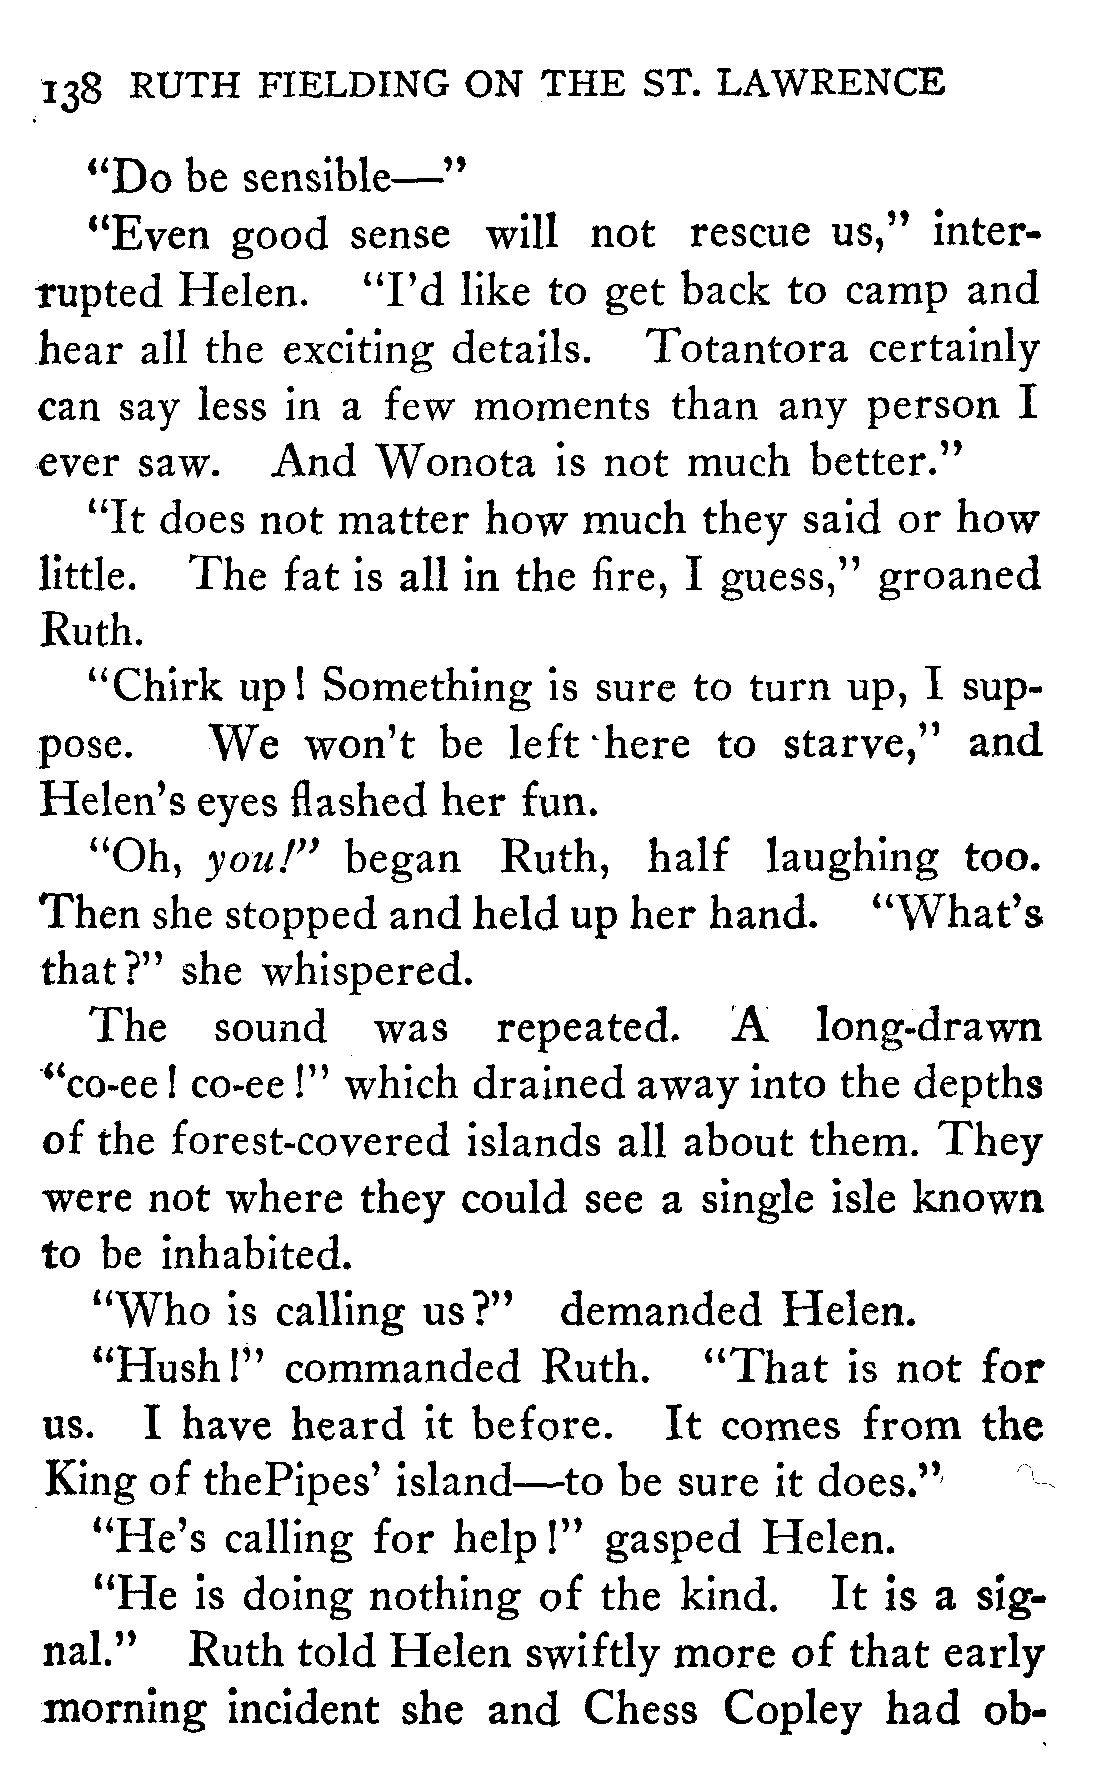 138 RUTH FIELDING ON THE ST. LAWRENCE
“Do be sensible—”
“Even good sense will not rescue us,” inter-
rupted Helen. “I’d like to get back to camp and
hear all the exciting details. Totantora certainly
can say less in a few moments than any person I
ever saw. And Wonota is not much better.”
“It does not matter how much they said or how
little. The fat is all in the fire, I guess,” groaned
Ruth.
“Chirk up! Something is sure to turn up, I sup-
pose. We won’t be left here to starve,” and
Helen’s eyes flashed her fun.
“Oh, you!” began Ruth, half laughing too.
Then she stopped and held up her hand. “What’s
that?” she whispered.
The sound was repeated. A long-drawn
“co-ee! co-ee!” which drained away into the depths
of the forest-covered islands all about them. They
were not where they could see a single isle known
to be inhabited.
“Who is calling us?” demanded Helen.
“Hush!” commanded Ruth. “That is not for
us. I have heard it before. It comes from the
King of thePipes’ island—to be sure it does.”
“He’s calling for help!” gasped Helen.
“He is doing nothing of the kind. It is a sig-
nal.” Ruth told Helen swiftly more of that early
morning incident she and Chess Copley had ob-